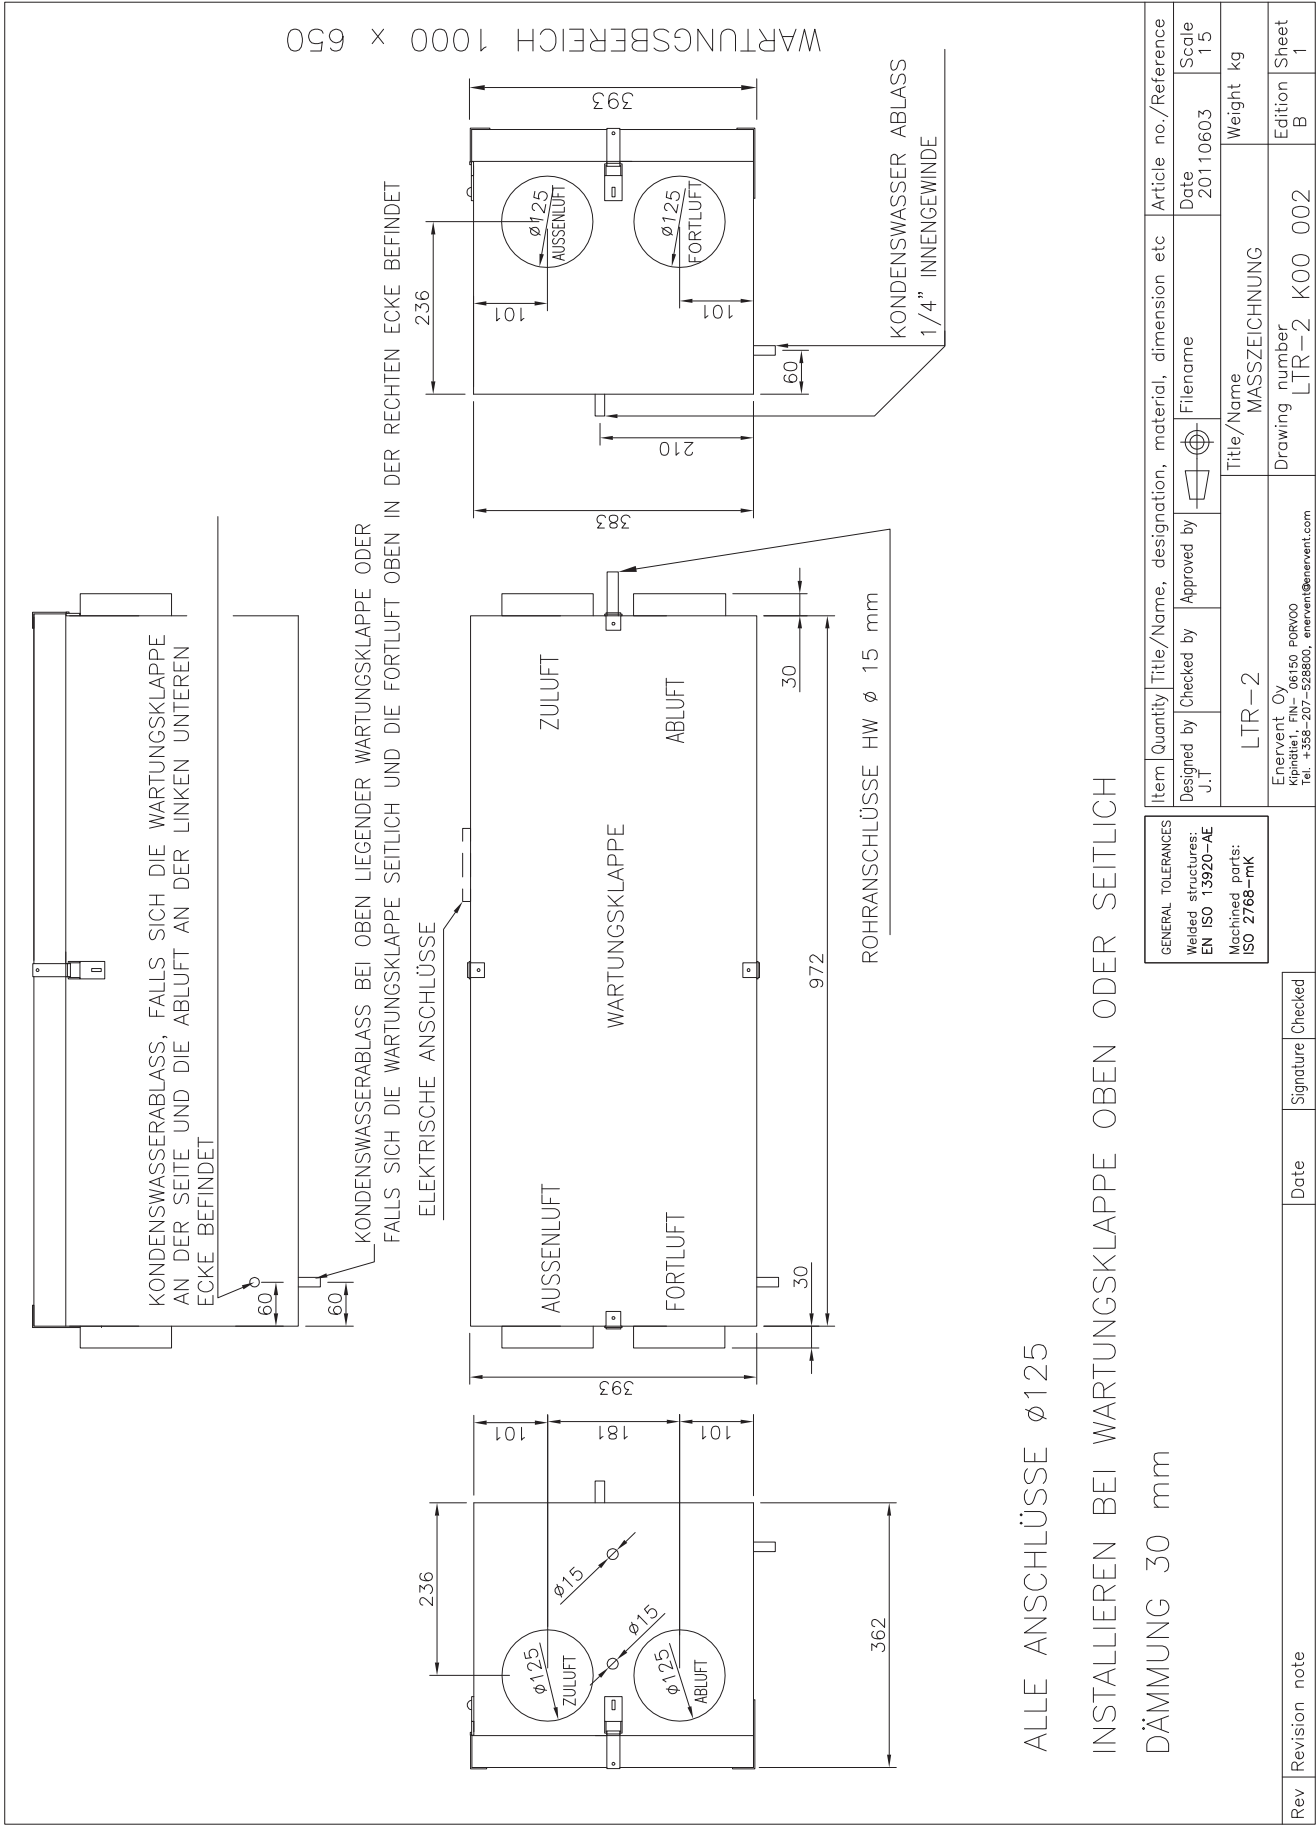 WARTUNGSBEREICH 1000 x 650
KONDENSWASSERABLASS, FALLS SICH DIE WARTUNGSKLAPPE
AN DER SEITE UND DIE ABLUFT AN DER LINKEN UNTEREN
ECKE BEFINDET
60
60
KONDENSWASSERABLASS BEI OBEN LIEGENDER WARTUNGSKLAPPE ODER
FALLS SICH DIE WARTUNGSKLAPPE SEITLICH UND DIE FORTLUFT OBEN IN DER RECHTEN ECKE BEFINDET
ELEKTRISCHE ANSCHLÜSSE
236
101
181
101
ø125
ZULUFT
ø15
ø15
ø125
ABLUFT
362
393
AUSSENLUFT
ZULUFT
WARTUNGSKLAPPE
FORTLUFT
ABLUFT
30
972
30
ROHRANSCHLÜSSE HW ø 15 mm
383
236
393
101
ø125
AUSSENLUFT
ø125
FORTLUFT
101
210
60
KONDENSWASSER ABLASS
1/4" INNENGEWINDE
ALLE ANSCHLÜSSE ø125
INSTALLIEREN BEI WARTUNGSKLAPPE OBEN ODER SEITLICH
DÄMMUNG 30 mm
GENERAL TOLERANCES
Welded structures:
EN ISO 13920-AE
Machined parts:
ISO 2768-mK
Item Quantity Title/Name, designation, material, dimension etc Article no./Reference
Designed by Checked by Approved by Filename Date Scale
J.T 20110603 1 5
LTR-2
Title/Name Weight kg
MASSZEICHNUNG
Enervent Oy
Kipinätie1, FIN- 06150 PORVOO
Tel. +358-207-528800, enervent@enervent.com
Drawing number Edition Sheet
LTR-2 K00 002 B 1
Rev Revision note Date Signature Checked